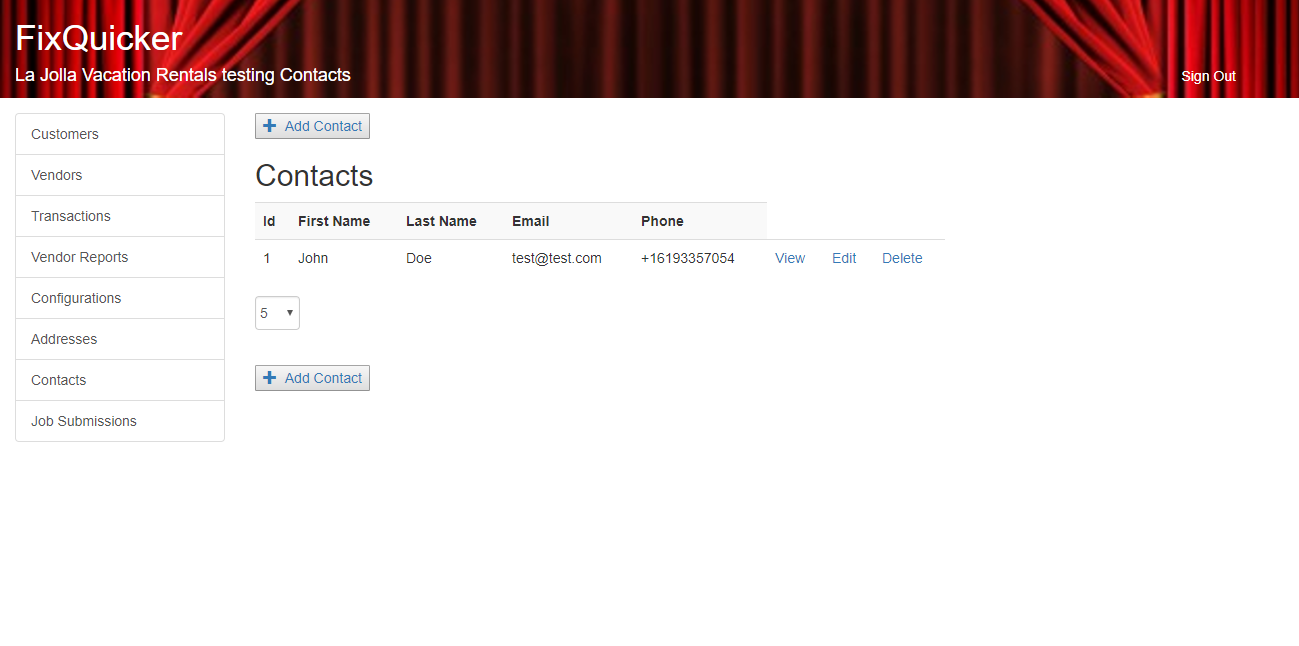 FixQuicker
La Jolla Vacation Rentals testing Contacts
Sign Out
Customers
Vendors
Transactions
Vendor Reports
Configurations
Addresses
Contacts
Job Submissions
Add Contact
Contacts
Id First Name Last Name Email Phone
1 John Doe test@test.com +16193357054 View Edit Delete
5
Add Contact